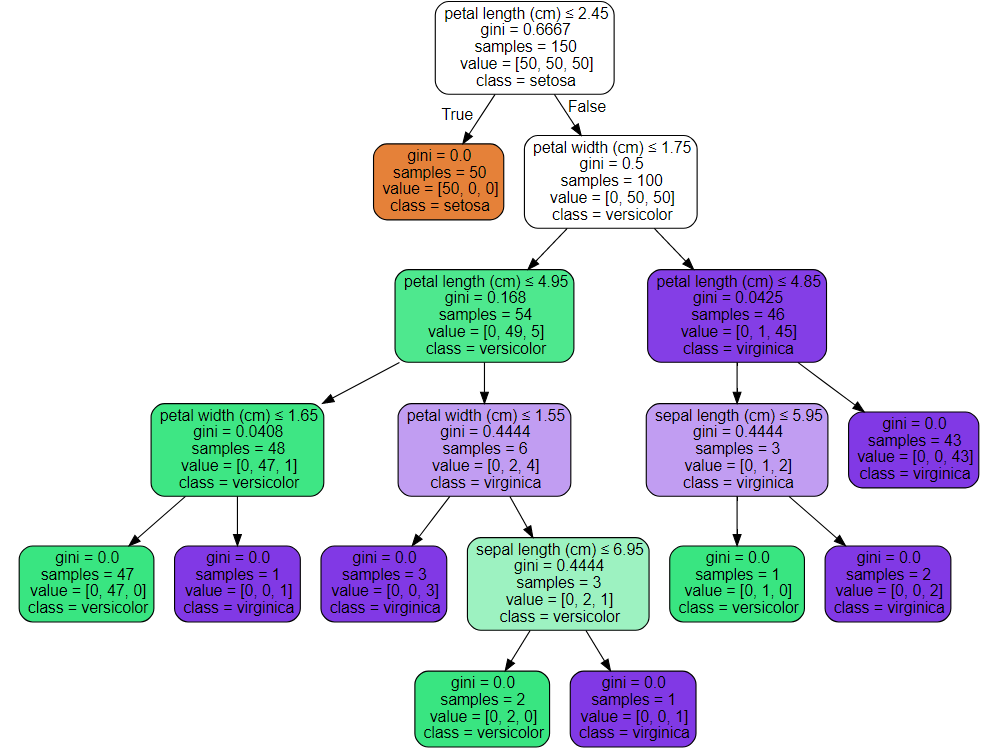 petal length (cm) ≤ 2.45
gini = 0.6667
samples = 150
value = [50, 50, 50]
class = setosa
True
False
gini = 0.0
samples = 50
value = [50, 0, 0]
class = setosa
petal width (cm) ≤ 1.75
gini = 0.5
samples = 100
value = [0, 50, 50]
class = versicolor
petal length (cm) ≤ 4.95
gini = 0.168
samples = 54
value = [0, 49, 5]
class = versicolor
petal length (cm) ≤ 4.85
gini = 0.0425
samples = 46
value = [0, 1, 45]
class = virginica
petal width (cm) ≤ 1.65
gini = 0.0408
samples = 48
value = [0, 47, 1]
class = versicolor
petal width (cm) ≤ 1.55
gini = 0.4444
samples = 6
value = [0, 2, 4]
class = virginica
sepal length (cm) ≤ 5.95
gini = 0.4444
samples = 3
value = [0, 1, 2]
class = virginica
gini = 0.0
samples = 43
value = [0, 0, 43]
class = virginica
gini = 0.0
samples = 47
value = [0, 47, 0]
class = versicolor
gini = 0.0
samples = 1
value = [0, 0, 1]
class = virginica
gini = 0.0
samples = 3
value = [0, 0, 3]
class = virginica
sepal length (cm) ≤ 6.95
gini = 0.4444
samples = 3
value = [0, 2, 1]
class = versicolor
gini = 0.0
samples = 1
value = [0, 1, 0]
class = versicolor
gini = 0.0
samples = 2
value = [0, 0, 2]
class = virginica
gini = 0.0
samples = 2
value = [0, 2, 0]
class = versicolor
gini = 0.0
samples = 1
value = [0, 0, 1]
class = virginica